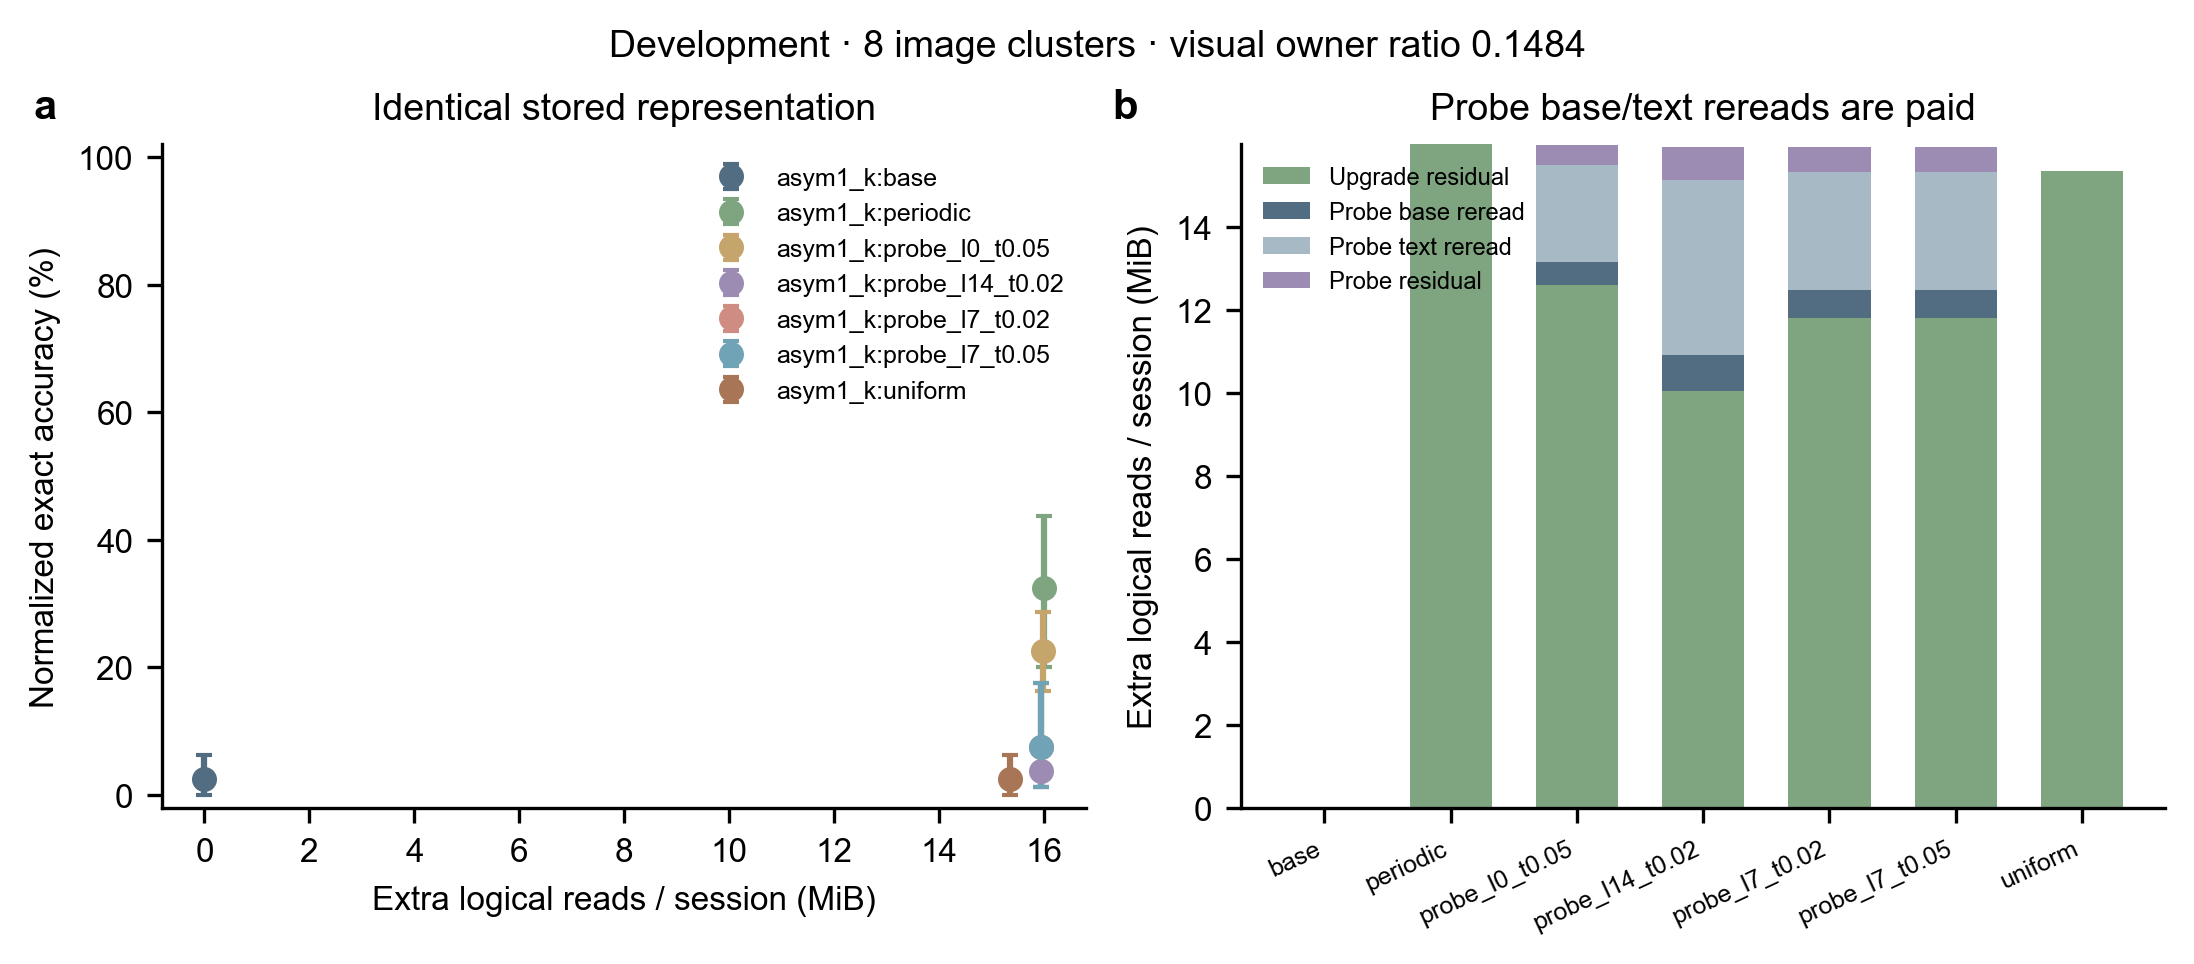 Development · 8 image clusters · visual owner ratio 0.1484
a
Identical stored representation
100
80
60
40
20
0
Normalized exact accuracy (%)
asym1_k:base
asym1_k:periodic
asym1_k:probe_l0_t0.05
asym1_k:probe_l14_t0.02
asym1_k:probe_l7_t0.02
asym1_k:probe_l7_t0.05
asym1_k:uniform
0 2 4 6 8 10 12 14 16
Extra logical reads / session (MiB)
b
Probe base/text rereads are paid
14
12
10
8
6
4
2
0
Extra logical reads / session (MiB)
Upgrade residual
Probe base reread
Probe text reread
Probe residual
base
periodic
probe_l0_t0.05
probe_l14_t0.02
probe_l7_t0.02
probe_l7_t0.05
uniform